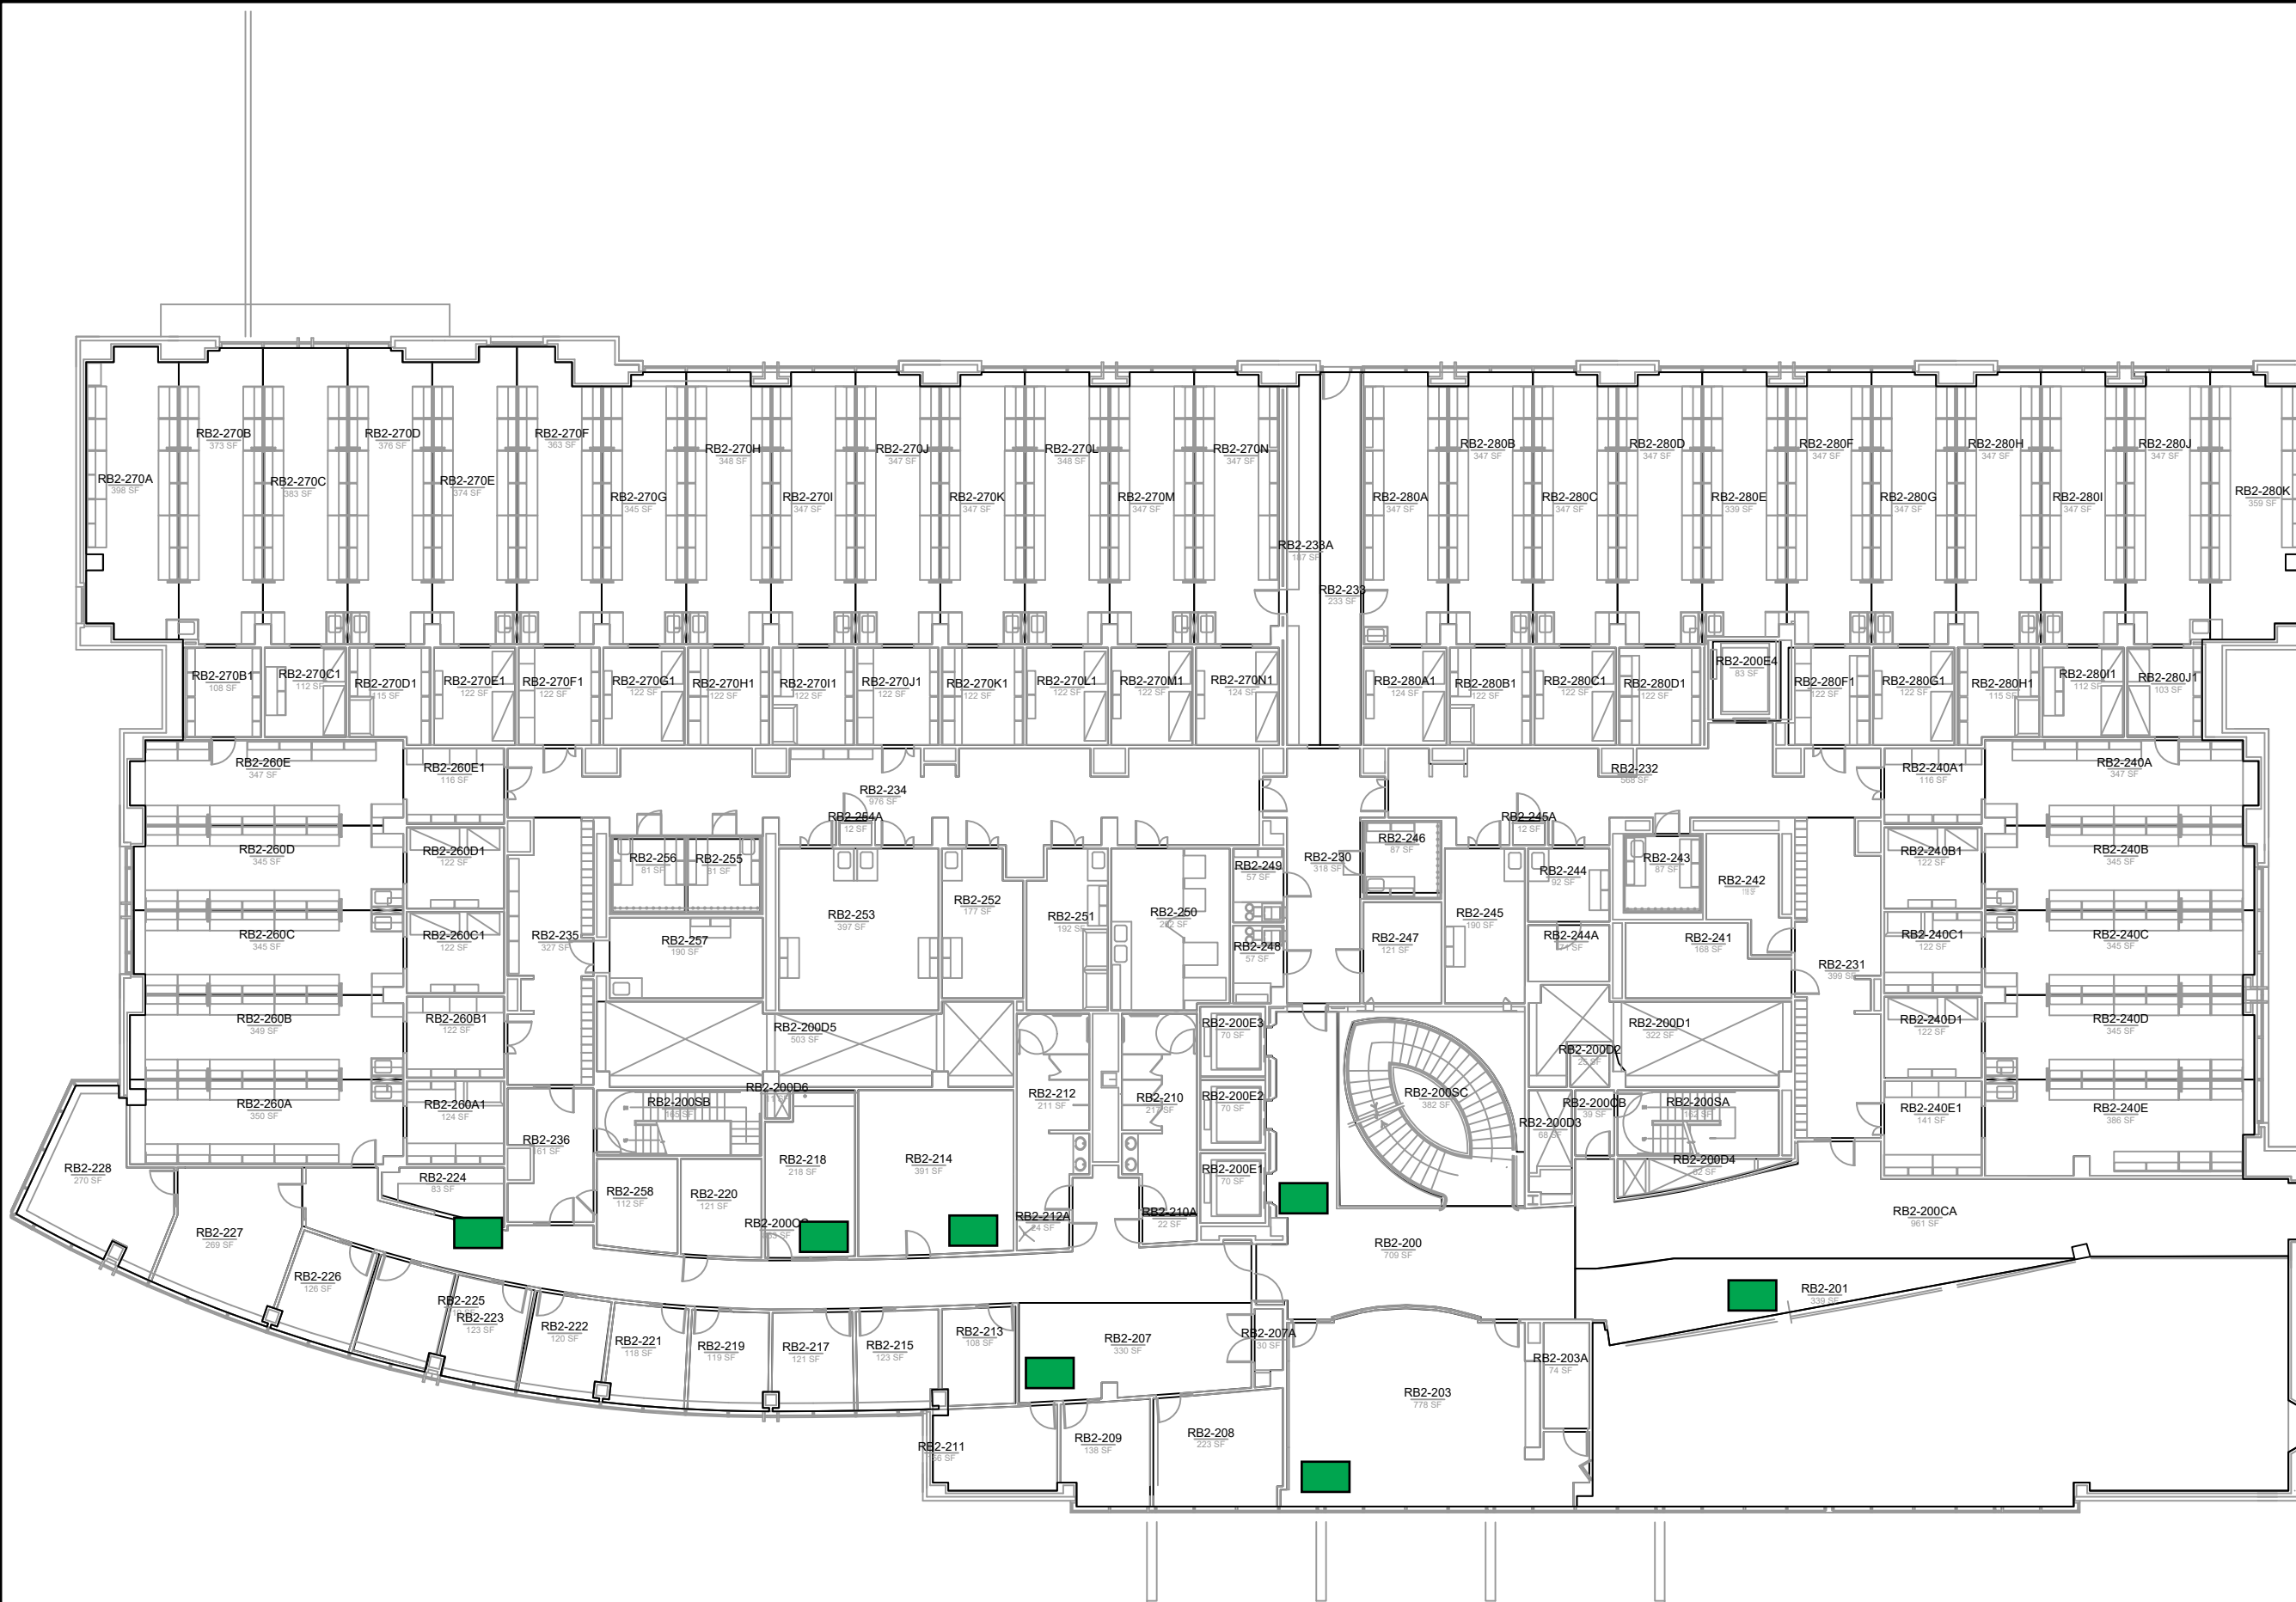 RB2-270A
398 SF
RB2-270B
373 SF
RB2-270C
383 SF
RB2-270D
376 SF
RB2-270E
374 SF
RB2-270F
363 SF
RB2-270G
345 SF
RB2-270H
348 SF
RB2-270I
347 SF
RB2-270J
347 SF
RB2-270K
347 SF
RB2-270L
348 SF
RB2-270M
347 SF
RB2-270N
347 SF
RB2-233A
187 SF
RB2-233
233 SF
RB2-280A
347 SF
RB2-280B
347 SF
RB2-280C
347 SF
RB2-280D
347 SF
RB2-280E
339 SF
RB2-280F
347 SF
RB2-280G
347 SF
RB2-280H
347 SF
RB2-280I
347 SF
RB2-280J
347 SF
RB2-280K
359 SF
RB2-270B1
108 SF
RB2-270C1
112 SF
RB2-270D1
115 SF
RB2-270E1
122 SF
RB2-270F1
122 SF
RB2-270G1
122 SF
RB2-270H1
122 SF
RB2-270I1
122 SF
RB2-270J1
122 SF
RB2-270K1
122 SF
RB2-270L1
122 SF
RB2-270M1
122 SF
RB2-270N1
124 SF
RB2-280A1
124 SF
RB2-280B1
122 SF
RB2-280C1
122 SF
RB2-280D1
122 SF
RB2-200E4
83 SF
RB2-280F1
122 SF
RB2-280G1
122 SF
RB2-280H1
115 SF
RB2-280I1
112 SF
RB2-280J1
103 SF
RB2-260E
347 SF
RB2-260E1
116 SF
RB2-234
976 SF
RB2-254A
12 SF
RB2-232
568 SF
RB2-245A
12 SF
RB2-240A1
116 SF
RB2-240A
347 SF
RB2-260D
345 SF
RB2-260D1
122 SF
RB2-256
81 SF
RB2-255
81 SF
RB2-253
397 SF
RB2-252
177 SF
RB2-251
192 SF
RB2-250
RB2-249
57 SF
RB2-230
318 SF
RB2-246
87 SF
RB2-244
92 SF
RB2-243
87 SF
RB2-242
RB2-240B1
122 SF
RB2-240B
345 SF
RB2-260C
345 SF
RB2-260C1
122 SF
RB2-235
327 SF
RB2-257
190 SF
RB2-248
57 SF
RB2-247
121 SF
RB2-245
190 SF
RB2-244A
RB2-241
168 SF
RB2-231
399 SF
RB2-240C1
122 SF
RB2-240C
345 SF
RB2-260B
349 SF
RB2-260B1
122 SF
RB2-200D5
503 SF
RB2-200E3
70 SF
RB2-200D1
322 SF
RB2-200D2
RB2-240D1
122 SF
RB2-240D
345 SF
RB2-260A
350 SF
RB2-260A1
124 SF
RB2-200SB
RB2-200D6
RB2-212
211 SF
RB2-210
RB2-200E2
70 SF
RB2-200SC
382 SF
RB2-200D3
68 SF
RB2-200CB
39 SF
RB2-200SA
162 SF
RB2-240E1
141 SF
RB2-240E
386 SF
RB2-228
270 SF
RB2-224
83 SF
RB2-236
161 SF
RB2-258
112 SF
RB2-220
121 SF
RB2-218
218 SF
RB2-214
391 SF
RB2-212A
24 SF
RB2-210A
22 SF
RB2-200E1
70 SF
RB2-200D4
RB2-227
269 SF
RB2-200
709 SF
RB2-200CA
961 SF
RB2-226
126 SF
RB2-225
RB2-223
123 SF
RB2-222
120 SF
RB2-221
118 SF
RB2-219
119 SF
RB2-217
121 SF
RB2-215
123 SF
RB2-213
108 SF
RB2-207
330 SF
RB2-207A
30 SF
RB2-201
339 SF
RB2-203A
74 SF
RB2-203
778 SF
RB2-211
RB2-209
138 SF
RB2-208
223 SF